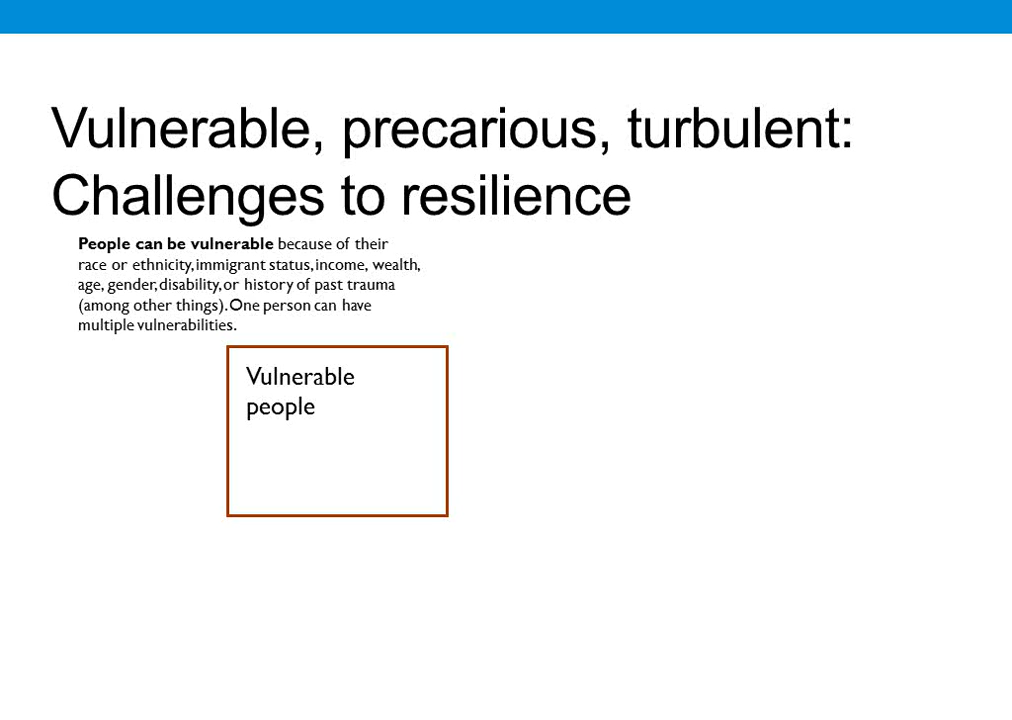 Vulnerable, precarious, turbulent:
Challenges to resilience
People can be vulnerable because of their
race or ethnicity, immigrant status, income, wealth,
age, gender, disability, or history of past trauma
(among other things). One person can have
multiple vulnerabilities.
Vulnerable
people